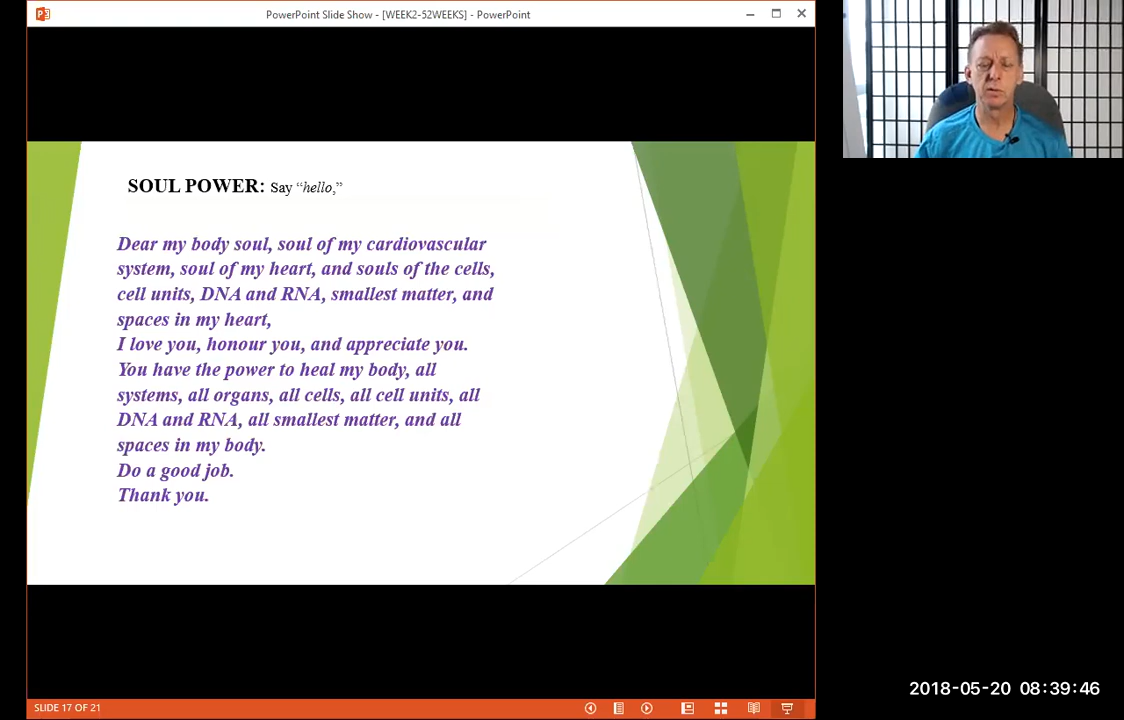 PowerPoint Slide Show - [WEEK2-52WEEKS] - PowerPoint
SOUL POWER: Say “hello,”
Dear my body soul, soul of my cardiovascular
system, soul of my heart, and souls of the cells,
cell units, DNA and RNA, smallest matter, and
spaces in my heart,
I love you, honour you, and appreciate you.
You have the power to heal my body, all
systems, all organs, all cells, all cell units, all
DNA and RNA, all smallest matter, and all
spaces in my body.
Do a good job.
Thank you.
2018-05-20 08:39:46
SLIDE 17 OF 21